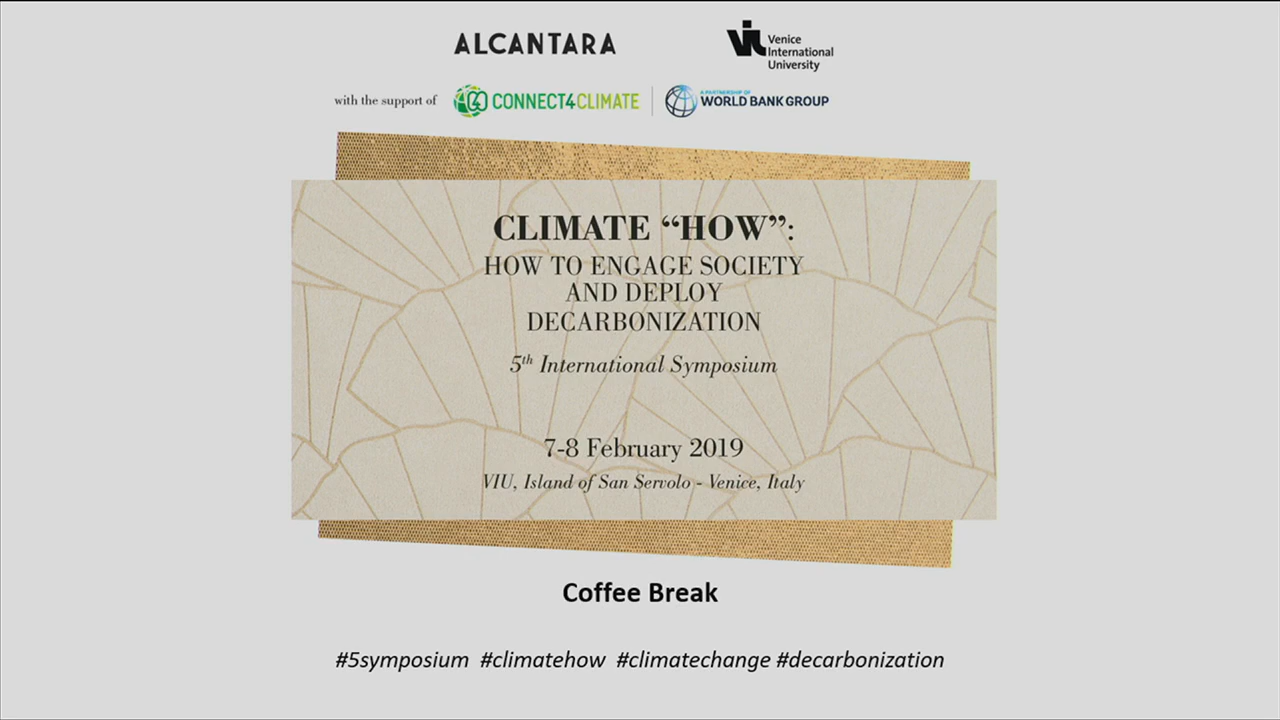 ALCANTARA
Venice
International
University
with the support of
CONNECT4CLIMATE
A PARTNERSHIP OF
WORLD BANK GROUP
CLIMATE “HOW”:
HOW TO ENGAGE SOCIETY
AND DEPLOY
DECARBONIZATION
5th International Symposium
7-8 February 2019
VIU, Island of San Servolo - Venice, Italy
Coffee Break
#5symposium #climatehow #climatechange #decarbonization